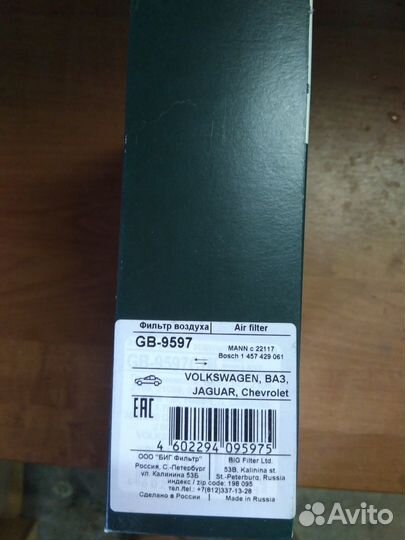 Фильтр воздуха Air filter
GB-9597
MANN c 22117
Bosch 1 457 429 061
VOLKSWAGEN, ВАЗ,
JAGUAR, Chevrolet
EAC
4 602294 095975
ООО "БИГ Фильтр" BIG Filter Ltd.
Россия, С.-Петербург 53B, Kalinina st.
ул. Калинина 53Б St.-Petersburg, Russia
индекс / zip code: 198 095
тел./tel.: +7(812)337-13-28
Сделано в России Made in Russia
Avito